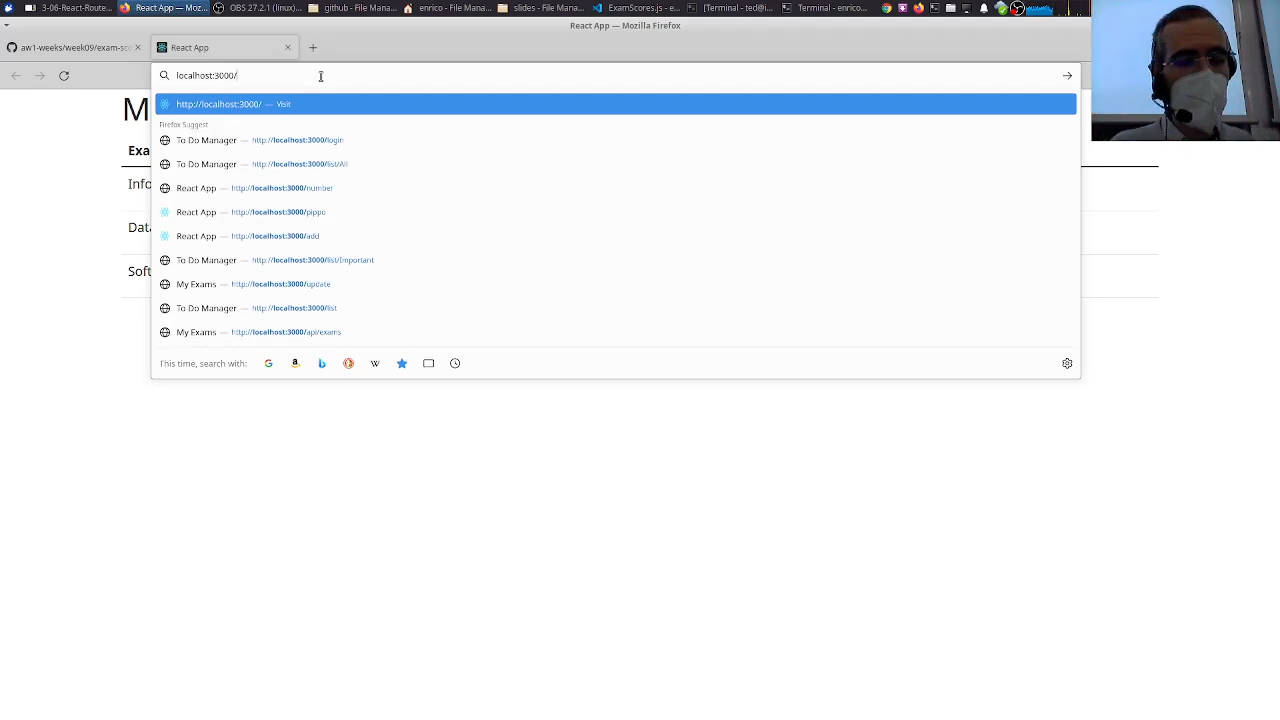 3-06-React-Route...
React App — Mozill...
OBS 27.2.1 (linux)...
github - File Mana...
enrico - File Mana...
slides - File Mana...
ExamScores.js - e...
[Terminal - ted@i...
Terminal - enrico...
React App — Mozilla Firefox
aw1-weeks/week09/exam-sc
React App
localhost:3000/
http://localhost:3000/ — Visit
M
Firefox Suggest
To Do Manager — http://localhost:3000/login
Exa
To Do Manager — http://localhost:3000/list/All
React App — http://localhost:3000/number
Info
React App — http://localhost:3000/pippo
Data
React App — http://localhost:3000/add
To Do Manager — http://localhost:3000/list/Important
Soft
My Exams — http://localhost:3000/update
To Do Manager — http://localhost:3000/list
My Exams — http://localhost:3000/api/exams
This time, search with: